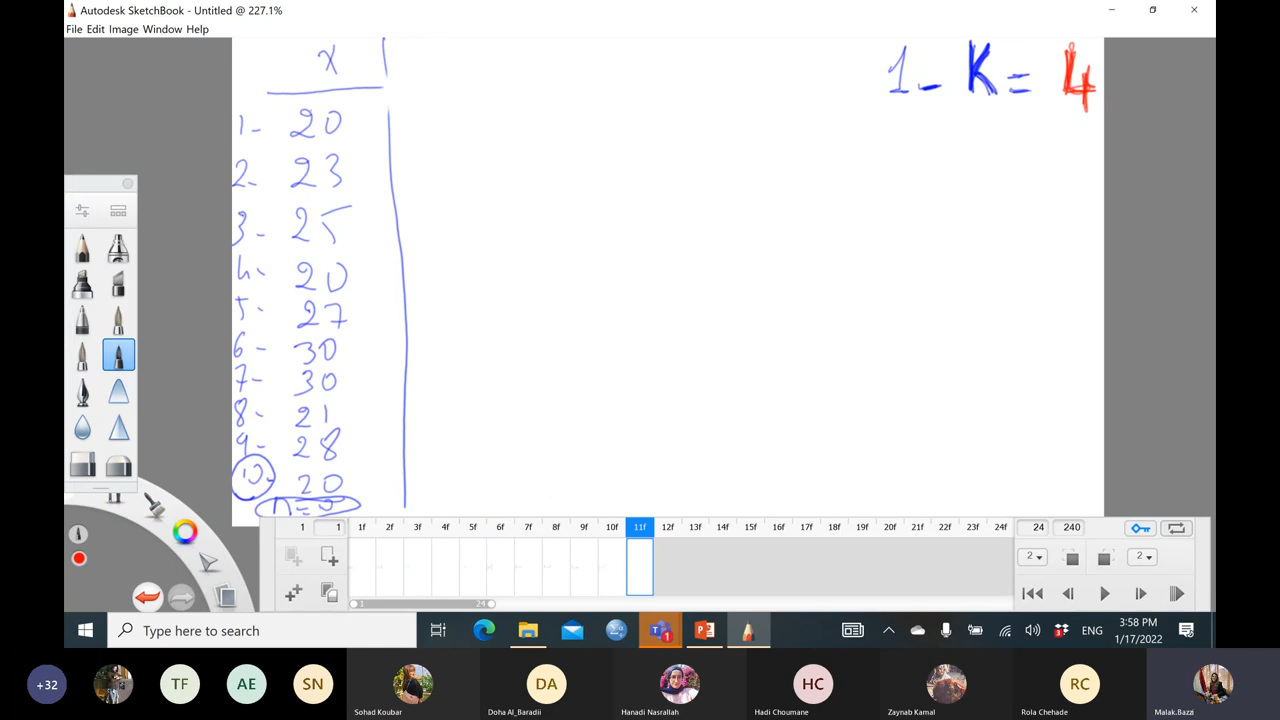 Autodesk SketchBook - Untitled @ 227.1%
File Edit Image Window Help
x
1- K = 4
1- 20
2- 23
3- 25
4- 20
5- 27
6- 30
7- 30
8- 21
9- 28
10- 20
1 1 1f 2f 3f 4f 5f 6f 7f 8f 9f 10f 11f 12f 13f 14f 15f 16f 17f 18f 19f 20f 21f 22f 23f 24f 24 240
2 2
1 24
Type here to search
1
ENG
3:58 PM
1/17/2022
+32 TF AE SN DA HC RC
Sohad Koubar Doha Al_Baradii Hanadi Nasrallah Hadi Choumane Zaynab Kamal Rola Chehade Malak.Bazzi